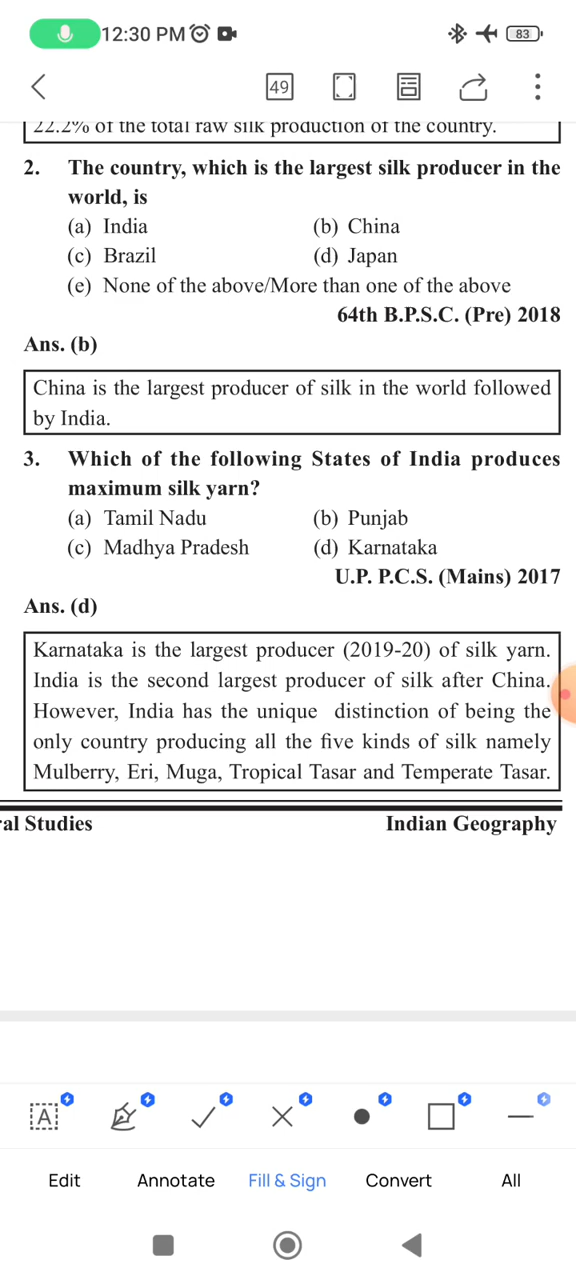 12:30 PM
83
49
22.2% of the total raw silk production of the country.
2. The country, which is the largest silk producer in the
world, is
(a) India (b) China
(c) Brazil (d) Japan
(e) None of the above/More than one of the above
64th B.P.S.C. (Pre) 2018
Ans. (b)
China is the largest producer of silk in the world followed
by India.
3. Which of the following States of India produces
maximum silk yarn?
(a) Tamil Nadu (b) Punjab
(c) Madhya Pradesh (d) Karnataka
U.P. P.C.S. (Mains) 2017
Ans. (d)
Karnataka is the largest producer (2019-20) of silk yarn.
India is the second largest producer of silk after China.
However, India has the unique distinction of being the
only country producing all the five kinds of silk namely
Mulberry, Eri, Muga, Tropical Tasar and Temperate Tasar.
al Studies Indian Geography
A
Edit Annotate Fill & Sign Convert All